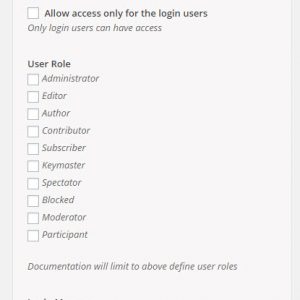 Allow access only for the login users
Only login users can have access
User Role
Administrator
Editor
Author
Contributor
Subscriber
Keymaster
Spectator
Blocked
Moderator
Participant
Documentation will limit to above define user roles